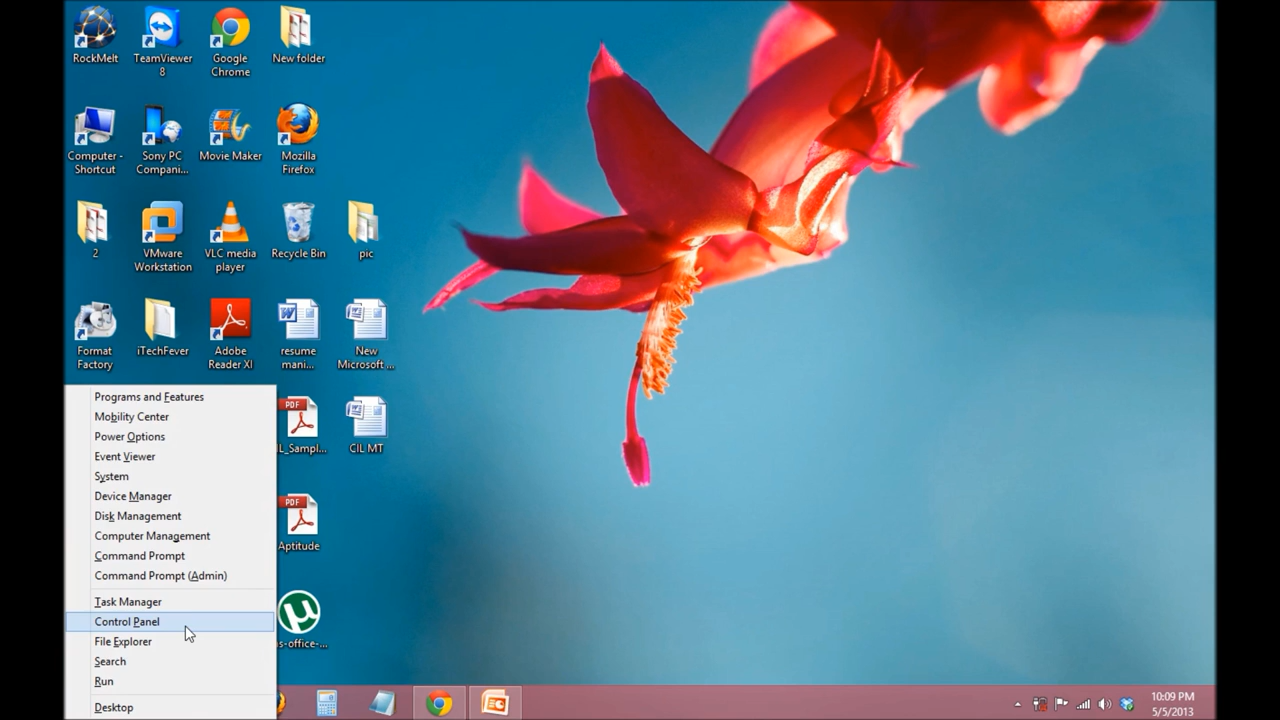 RockMelt
TeamViewer
8
Google
Chrome
New folder
Computer -
Shortcut
Sony PC
Compani...
Movie Maker
Mozilla
Firefox
2
VMware
Workstation
VLC media
player
Recycle Bin
pic
Format
Factory
iTechFever
Adobe
Reader XI
resume
mani...
New
Microsoft ...
PDF
IL_Sampl...
CIL MT
PDF
Aptitude
s-office-...
Programs and Features
Mobility Center
Power Options
Event Viewer
System
Device Manager
Disk Management
Computer Management
Command Prompt
Command Prompt (Admin)
Task Manager
Control Panel
File Explorer
Search
Run
Desktop
10:09 PM
5/5/2013